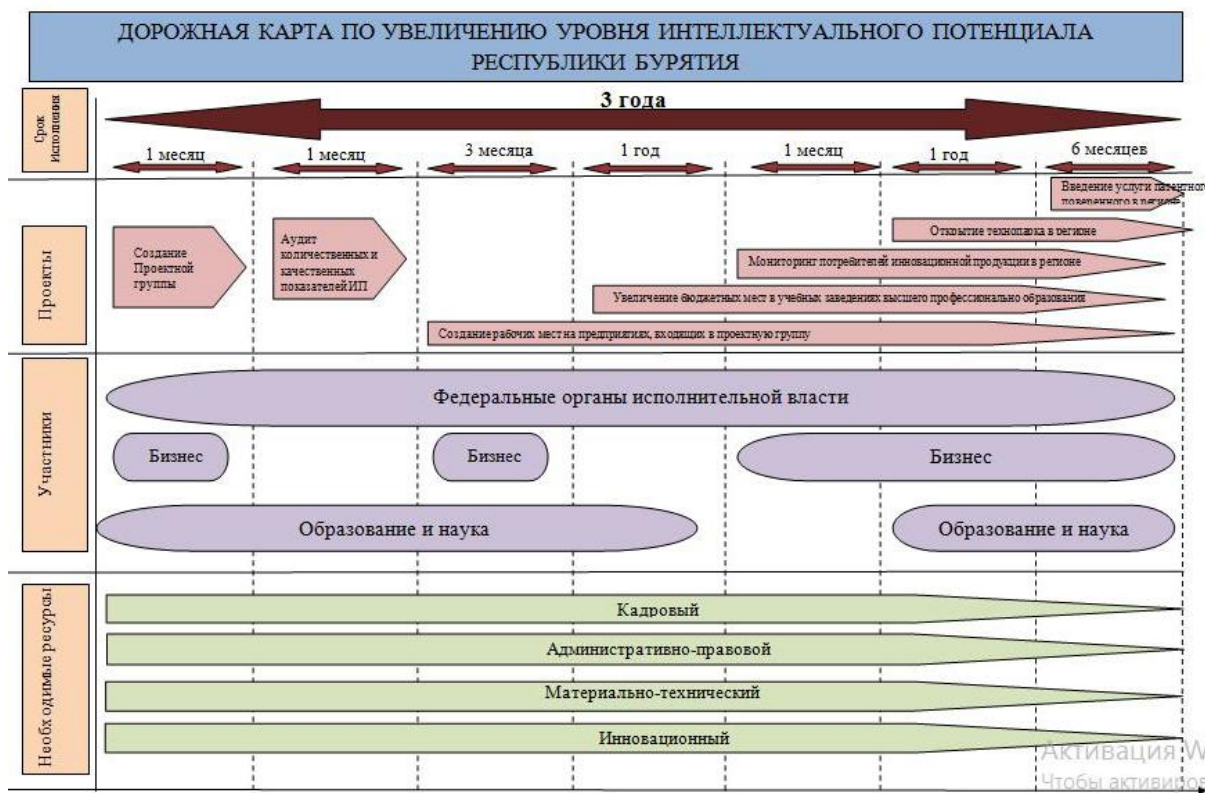 ДОРОЖНАЯ КАРТА ПО УВЕЛИЧЕНИЮ УРОВНЯ ИНТЕЛЛЕКТУАЛЬНОГО ПОТЕНЦИАЛА
РЕСПУБЛИКИ БУРЯТИЯ
Срок
исполнения
3 года
1 месяц
1 месяц
3 месяца
1 год
1 месяц
1 год
6 месяцев
Проекты
Создание
Проектной
группы
Аудит
количественных и
качественных
показателей ИП
Введение услуги патентного
поверенного в регионе
Открытие технопарка в регионе
Мониторинг потребителей инновационной продукции в регионе
Увеличение бюджетных мест в учебных заведениях высшего профессионально образования
Создание рабочих мест на предприятиях, входящих в проектную группу
Участники
Федеральные органы исполнительной власти
Бизнес
Бизнес
Бизнес
Образование и наука
Образование и наука
Необходимые ресурсы
Кадровый
Административно-правовой
Материально-технический
Инновационный
Активация W
Чтобы активиров